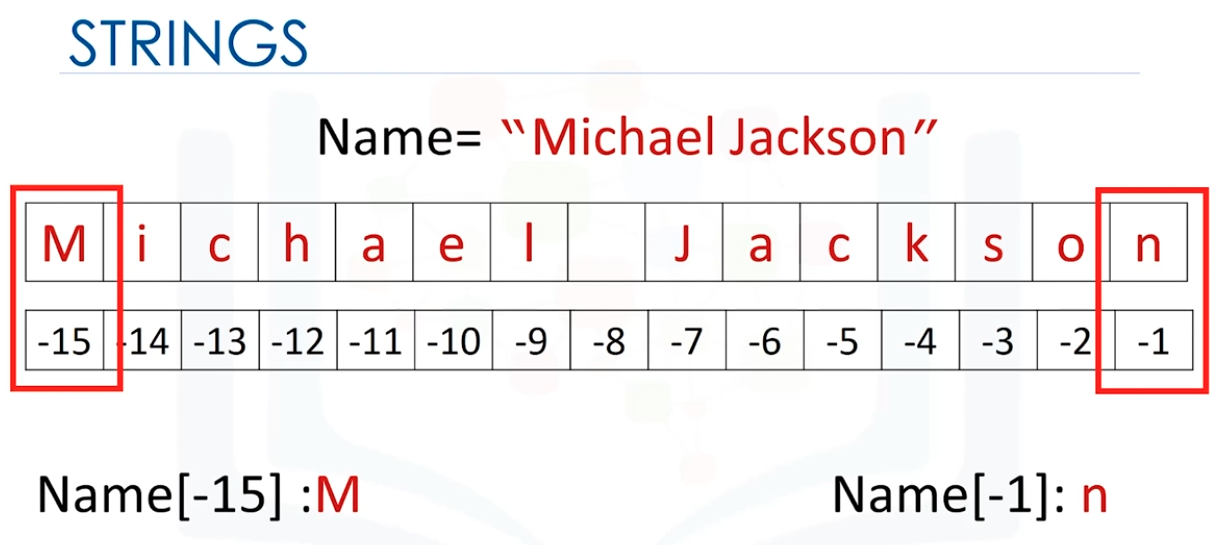 STRINGS
Name= “Michael Jackson”
M i c h a e l J a c k s o n
-15 -14 -13 -12 -11 -10 -9 -8 -7 -6 -5 -4 -3 -2 -1
Name[-15] :M Name[-1]: n